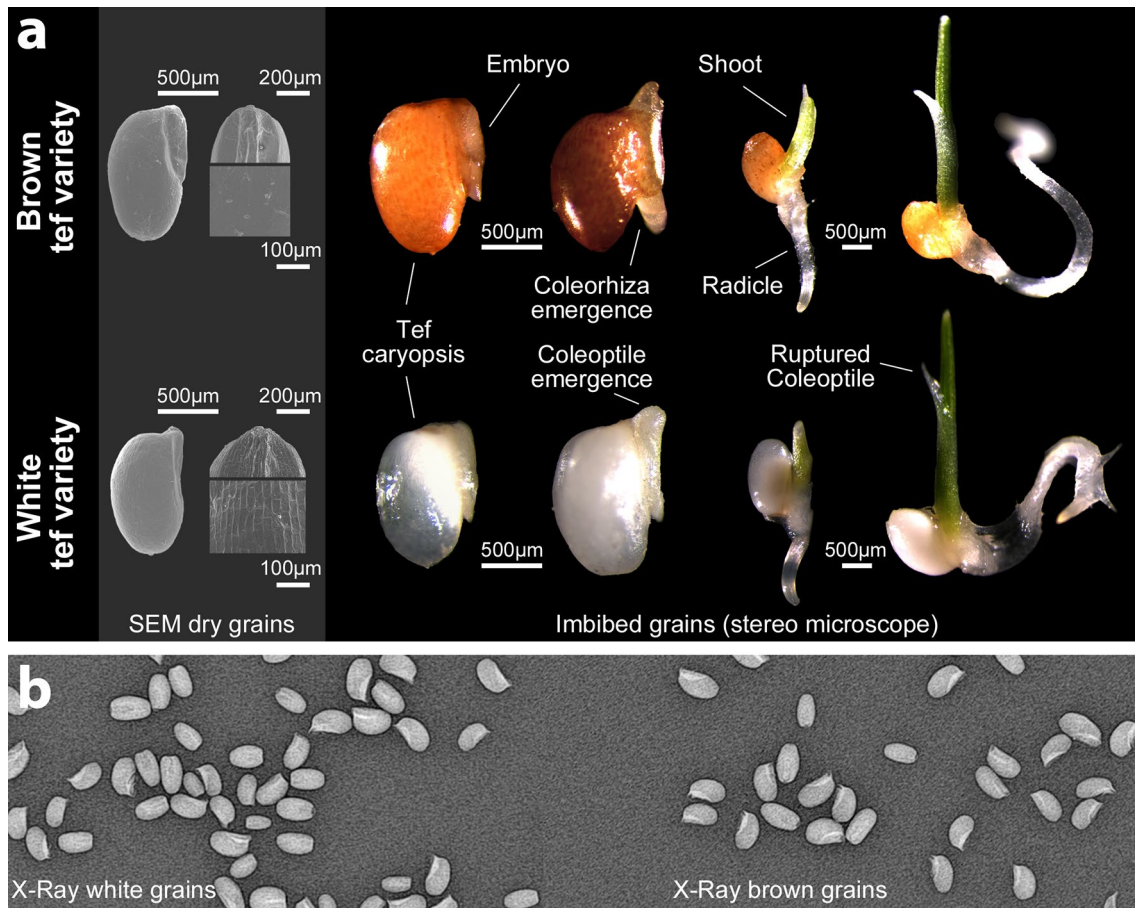 a
Brown
tef variety
500µm
200µm
100µm
Embryo
Shoot
500µm
500µm
Coleorhiza
emergence
Radicle
Tef
caryopsis
Coleoptile
emergence
Ruptured
Coleoptile
White
tef variety
500µm
200µm
100µm
500µm
500µm
SEM dry grains
Imbibed grains (stereo microscope)
b
X-Ray white grains
X-Ray brown grains